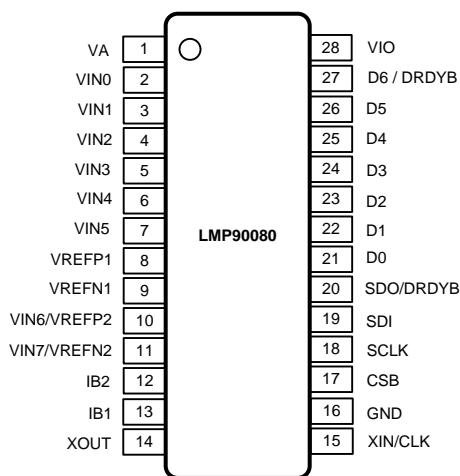 VA 1 28 VIO
VIN0 2 27 D6 / DRDYB
VIN1 3 26 D5
VIN2 4 25 D4
VIN3 5 24 D3
VIN4 6 23 D2
VIN5 7 LMP90080 22 D1
VREFP1 8 21 D0
VREFN1 9 20 SDO/DRDYB
VIN6/VREFP2 10 19 SDI
VIN7/VREFN2 11 18 SCLK
IB2 12 17 CSB
IB1 13 16 GND
XOUT 14 15 XIN/CLK